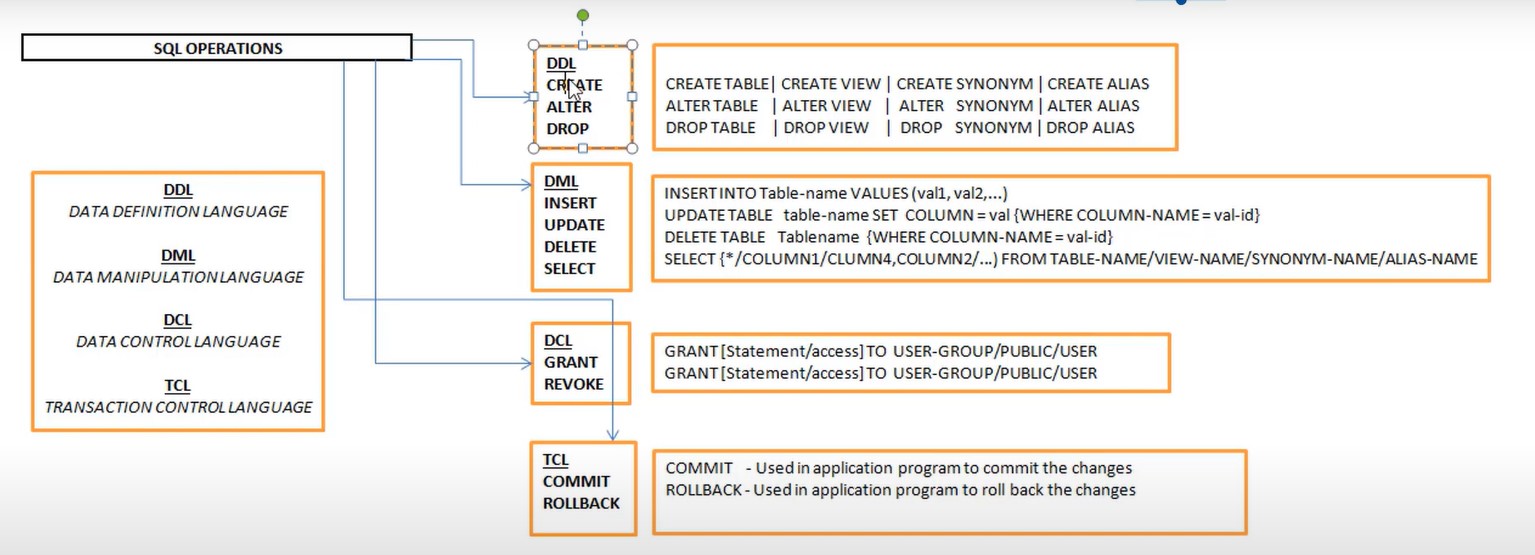 SQL OPERATIONS
DDL
CREATE
ALTER
DROP
CREATE TABLE| CREATE VIEW | CREATE SYNONYM | CREATE ALIAS
ALTER TABLE | ALTER VIEW | ALTER SYNONYM | ALTER ALIAS
DROP TABLE | DROP VIEW | DROP SYNONYM | DROP ALIAS
DDL
DATA DEFINITION LANGUAGE
DML
DATA MANIPULATION LANGUAGE
DCL
DATA CONTROL LANGUAGE
TCL
TRANSACTION CONTROL LANGUAGE
DML
INSERT
UPDATE
DELETE
SELECT
INSERT INTO Table-name VALUES (val1, val2,...)
UPDATE TABLE table-name SET COLUMN = val {WHERE COLUMN-NAME = val-id}
DELETE TABLE Tablename {WHERE COLUMN-NAME = val-id}
SELECT {*/COLUMN1/CLUMN4,COLUMN2/...) FROM TABLE-NAME/VIEW-NAME/SYNONYM-NAME/ALIAS-NAME
DCL
GRANT
REVOKE
GRANT [Statement/access] TO USER-GROUP/PUBLIC/USER
GRANT [Statement/access] TO USER-GROUP/PUBLIC/USER
TCL
COMMIT
ROLLBACK
COMMIT - Used in application program to commit the changes
ROLLBACK - Used in application program to roll back the changes